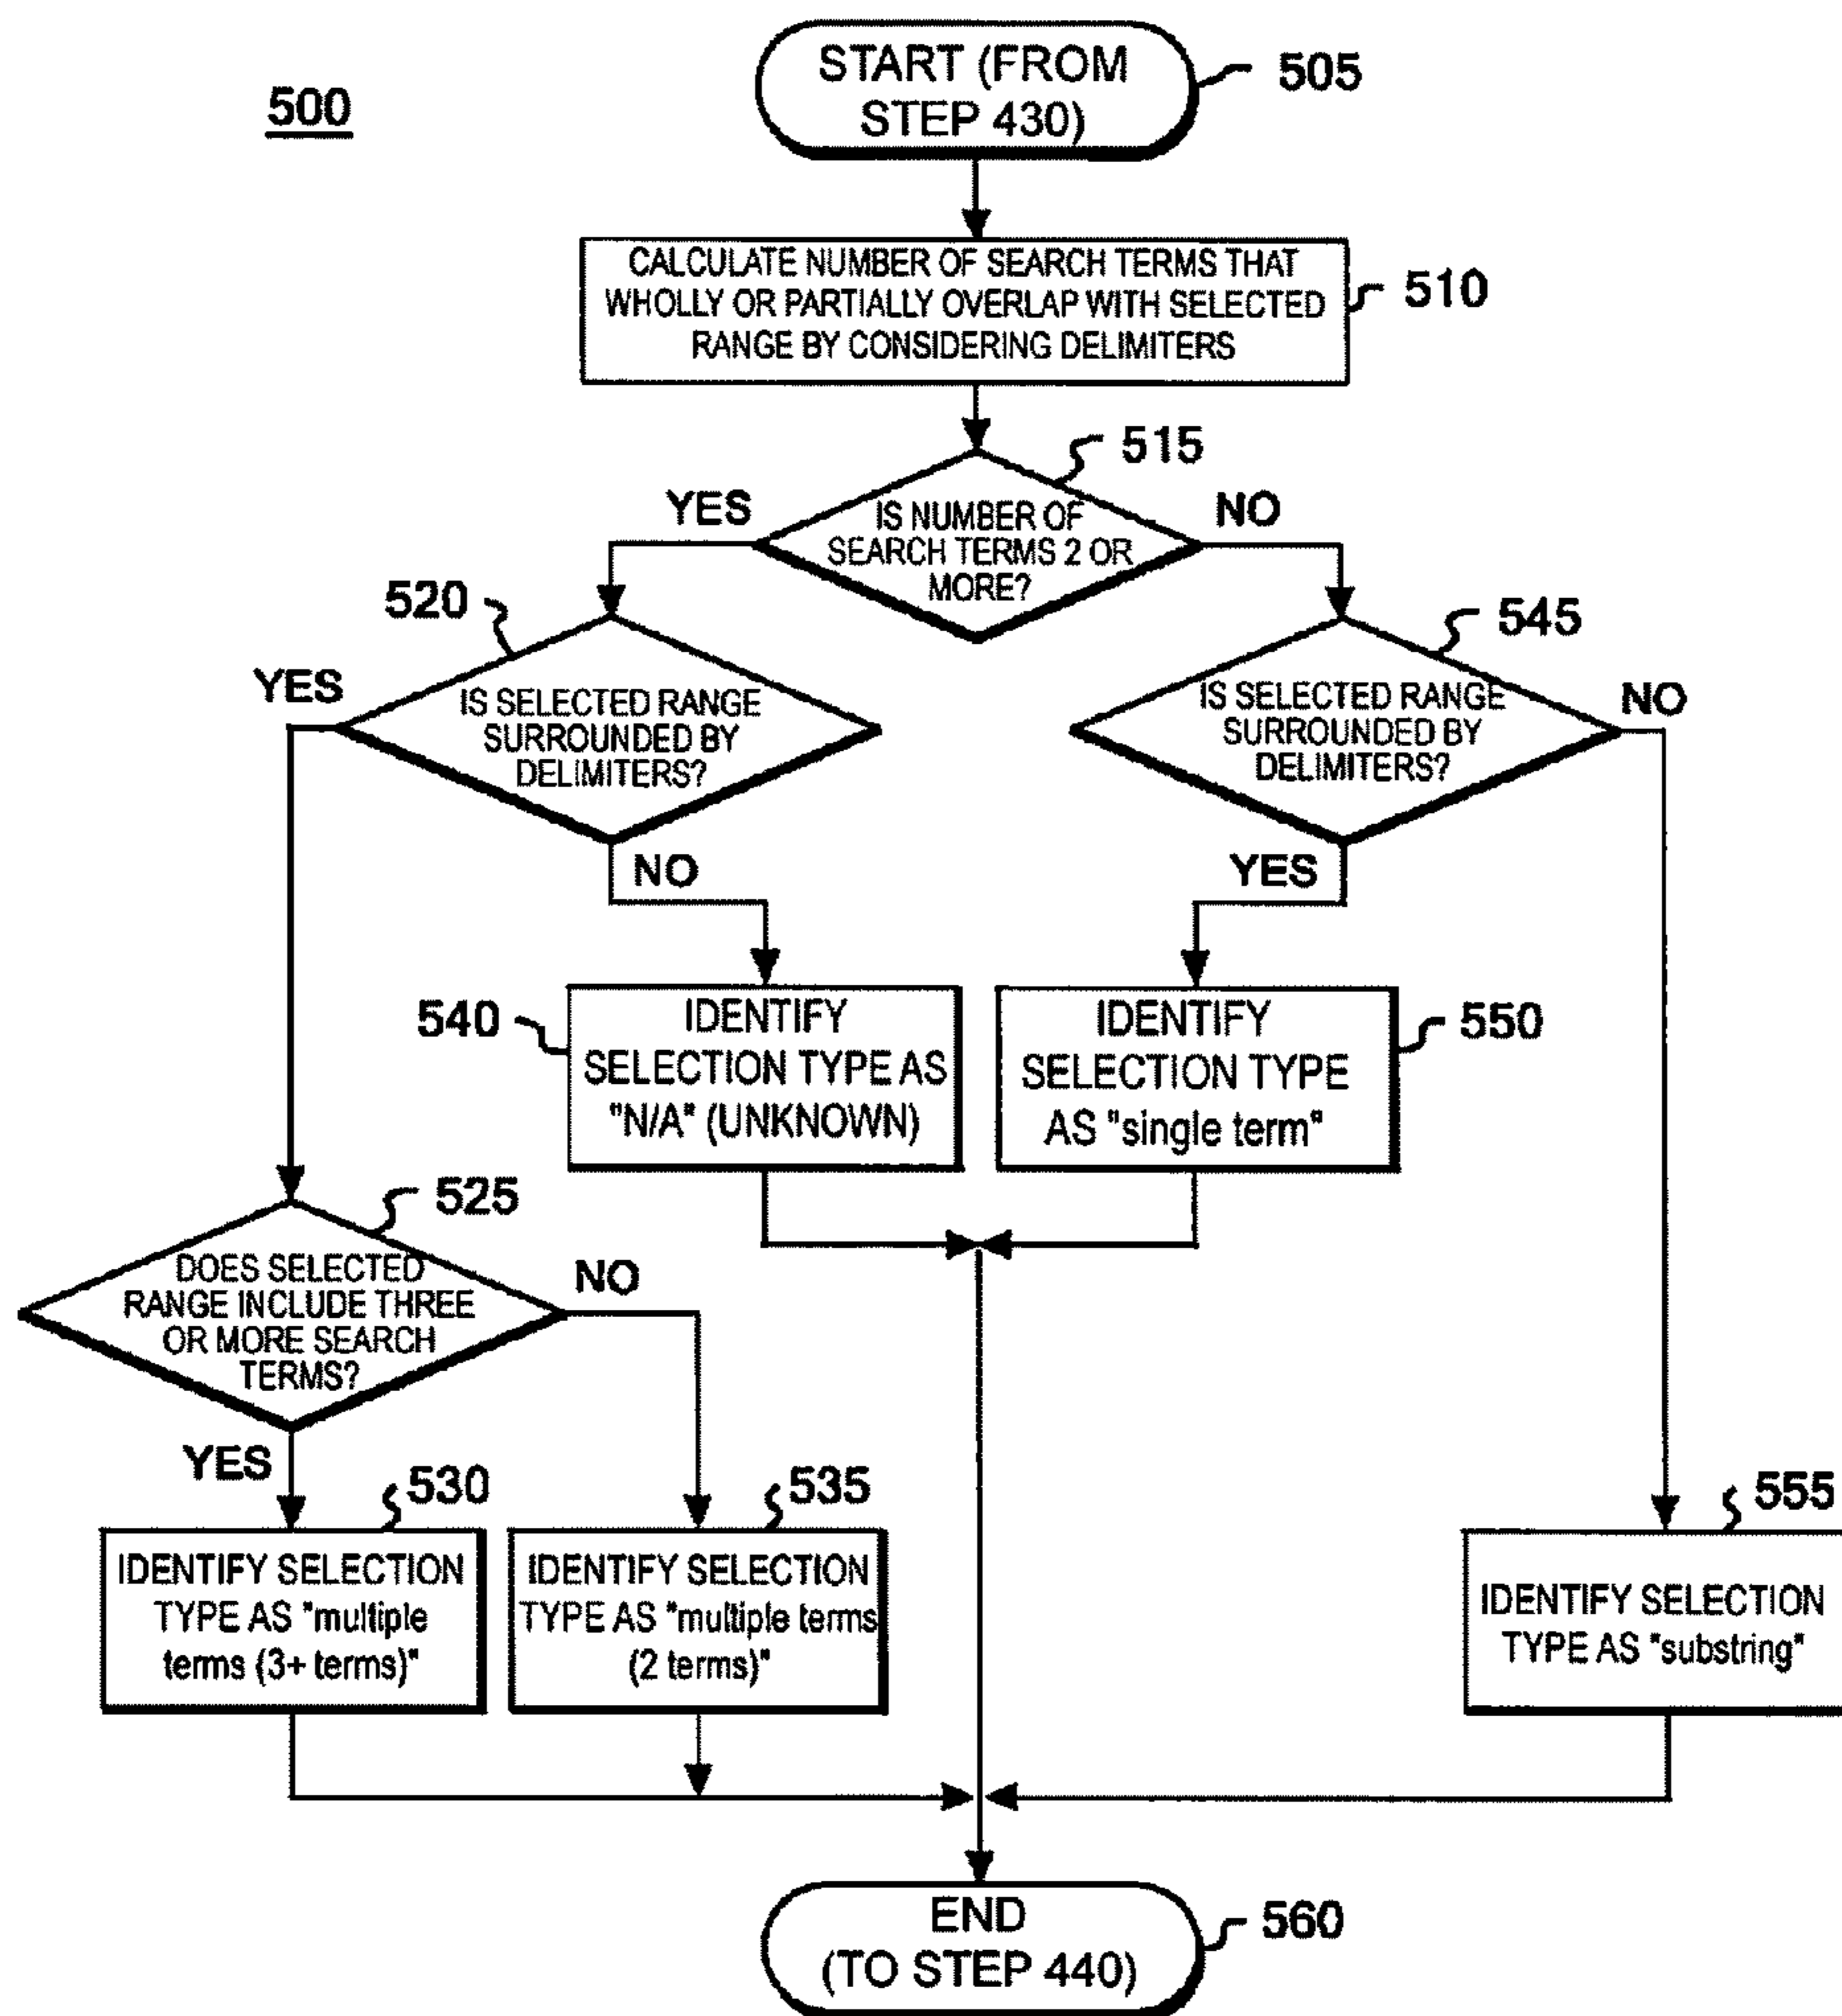 500
START (FROM
STEP 430)
505
CALCULATE NUMBER OF SEARCH TERMS THAT
WHOLLY OR PARTIALLY OVERLAP WITH SELECTED
RANGE BY CONSIDERING DELIMITERS
510
515
YES
IS NUMBER OF
SEARCH TERMS 2 OR
MORE?
NO
520
YES
IS SELECTED RANGE
SURROUNDED BY
DELIMITERS?
NO
545
IS SELECTED RANGE
SURROUNDED BY
DELIMITERS?
NO
YES
540
IDENTIFY
SELECTION TYPE AS
"N/A" (UNKNOWN)
IDENTIFY
SELECTION TYPE
AS "single term"
550
525
DOES SELECTED
RANGE INCLUDE THREE
OR MORE SEARCH
TERMS?
NO
YES
530
IDENTIFY SELECTION
TYPE AS "multiple
terms (3+ terms)"
535
IDENTIFY SELECTION
TYPE AS "multiple terms
(2 terms)"
555
IDENTIFY SELECTION
TYPE AS "substring"
END
(TO STEP 440)
560